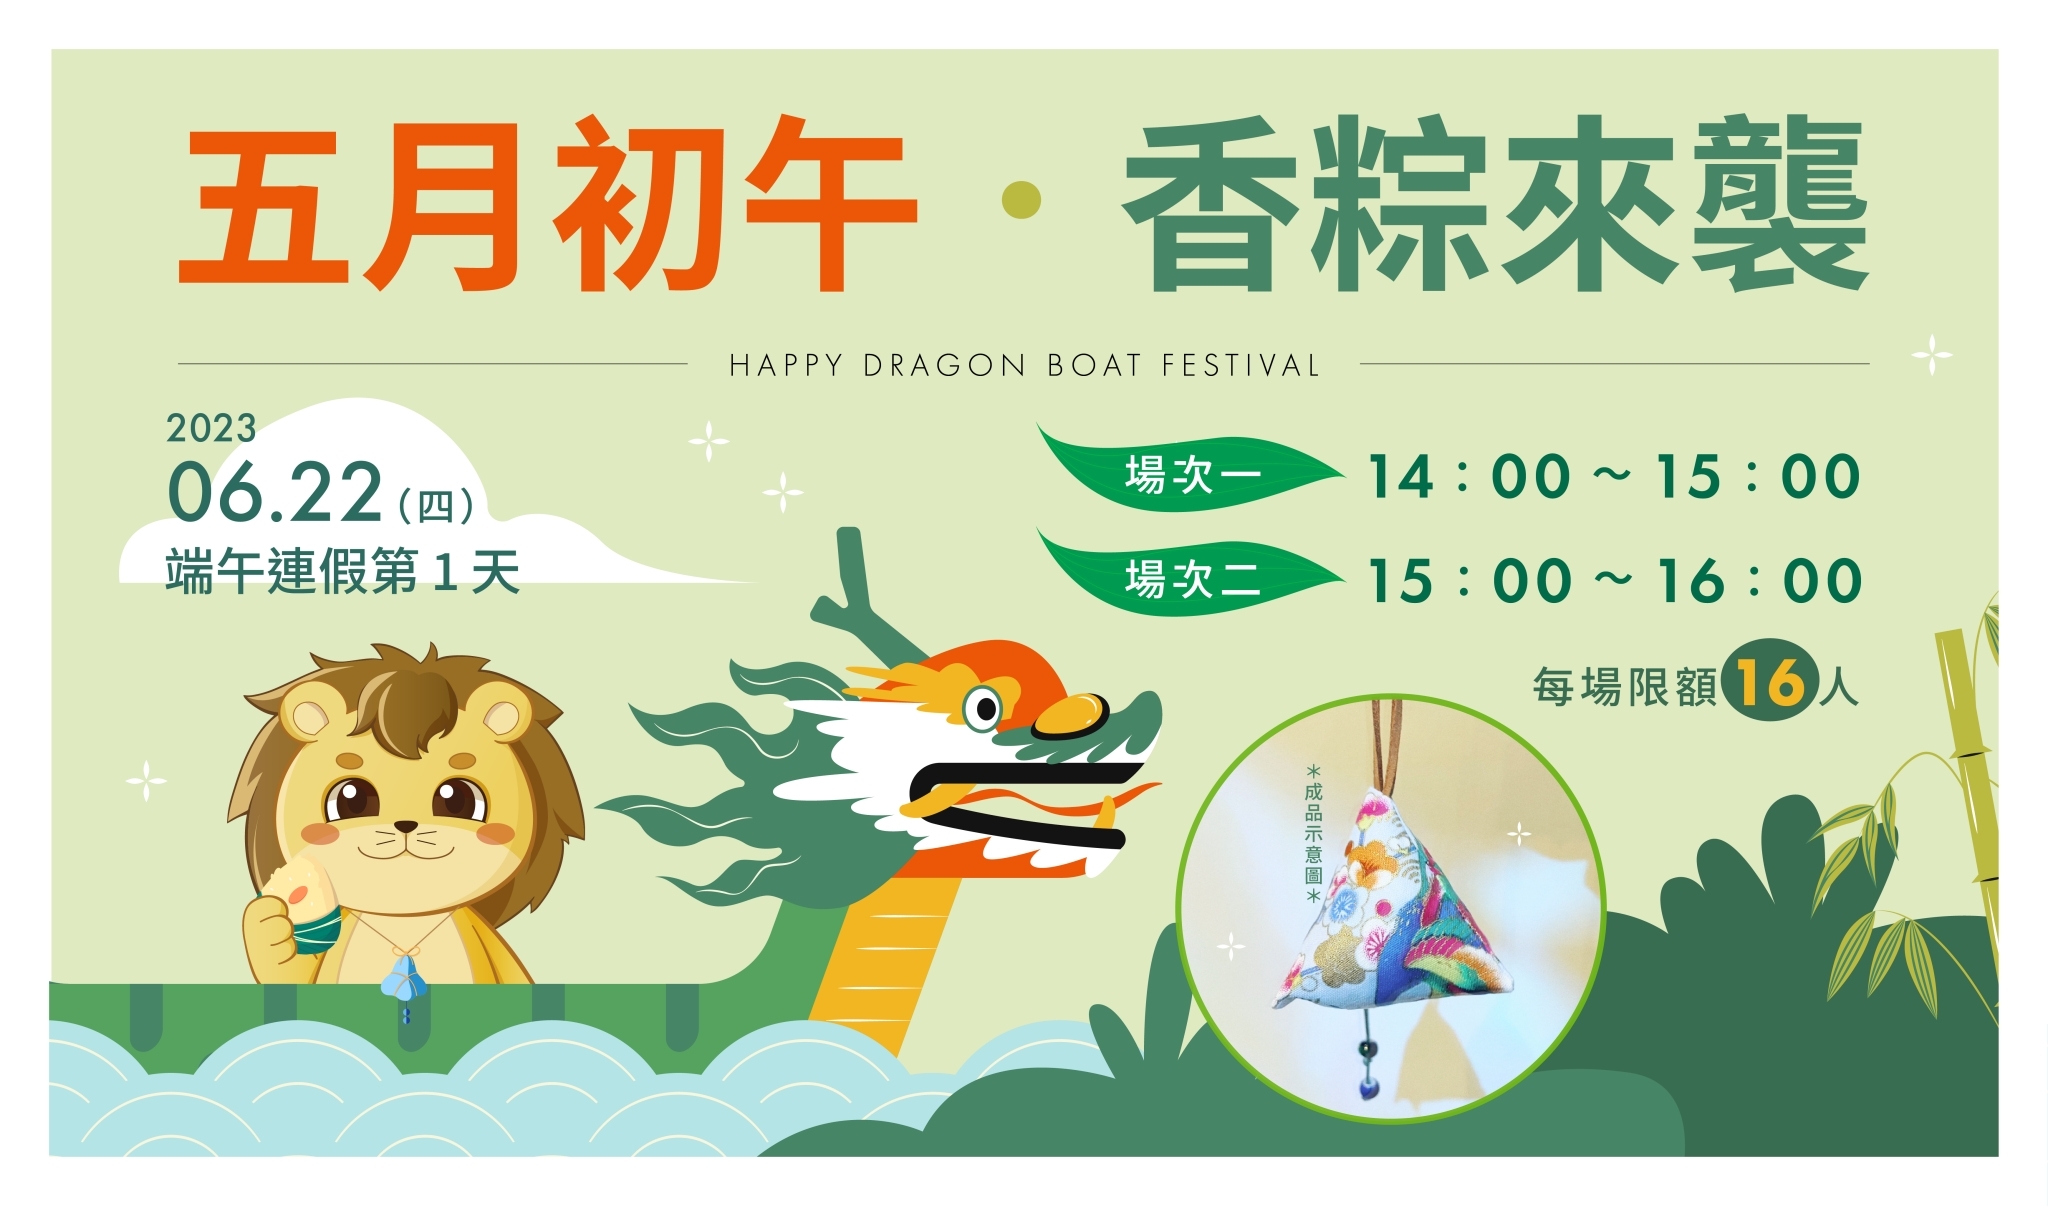 五月初午・香粽來襲
HAPPY DRAGON BOAT FESTIVAL
2023
06.22（四）
端午連假第1天
場次一 14：00～15：00
場次二 15：00～16：00
每場限額16人
＊成品示意圖＊